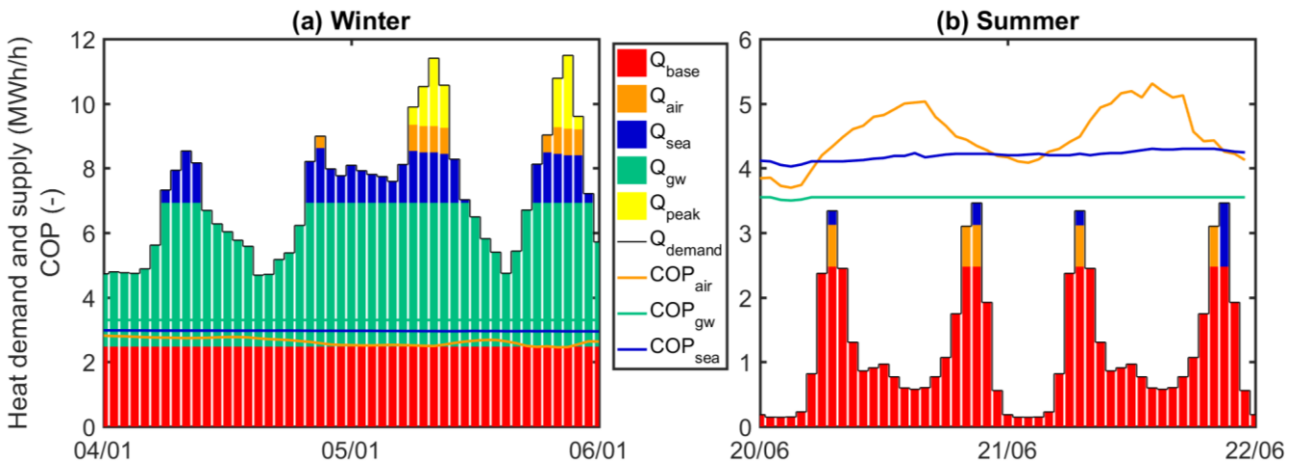 (a) Winter
(b) Summer
Heat demand and supply (MWh/h)
COP (-)
12
10
8
6
4
2
0
04/01
05/01
06/01
Q_base
Q_air
Q_sea
Q_gw
Q_peak
Q_demand
COP_air
COP_gw
COP_sea
6
5
4
3
2
1
0
20/06
21/06
22/06